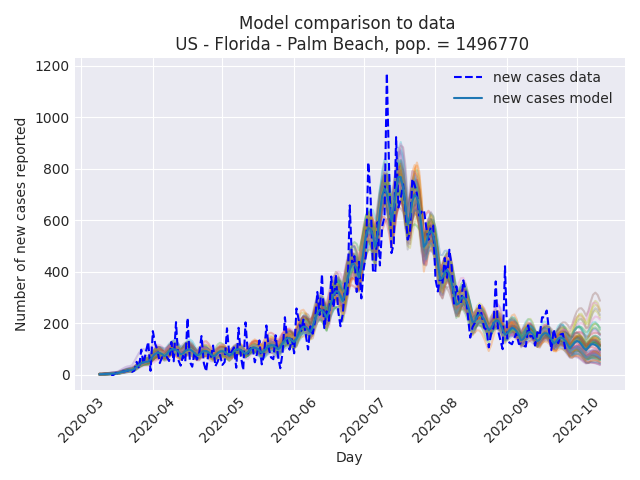 Model comparison to data
US - Florida - Palm Beach, pop. = 1496770
new cases data
new cases model
Number of new cases reported
1200
1000
800
600
400
200
0
2020-03
2020-04
2020-05
2020-06
2020-07
2020-08
2020-09
2020-10
Day